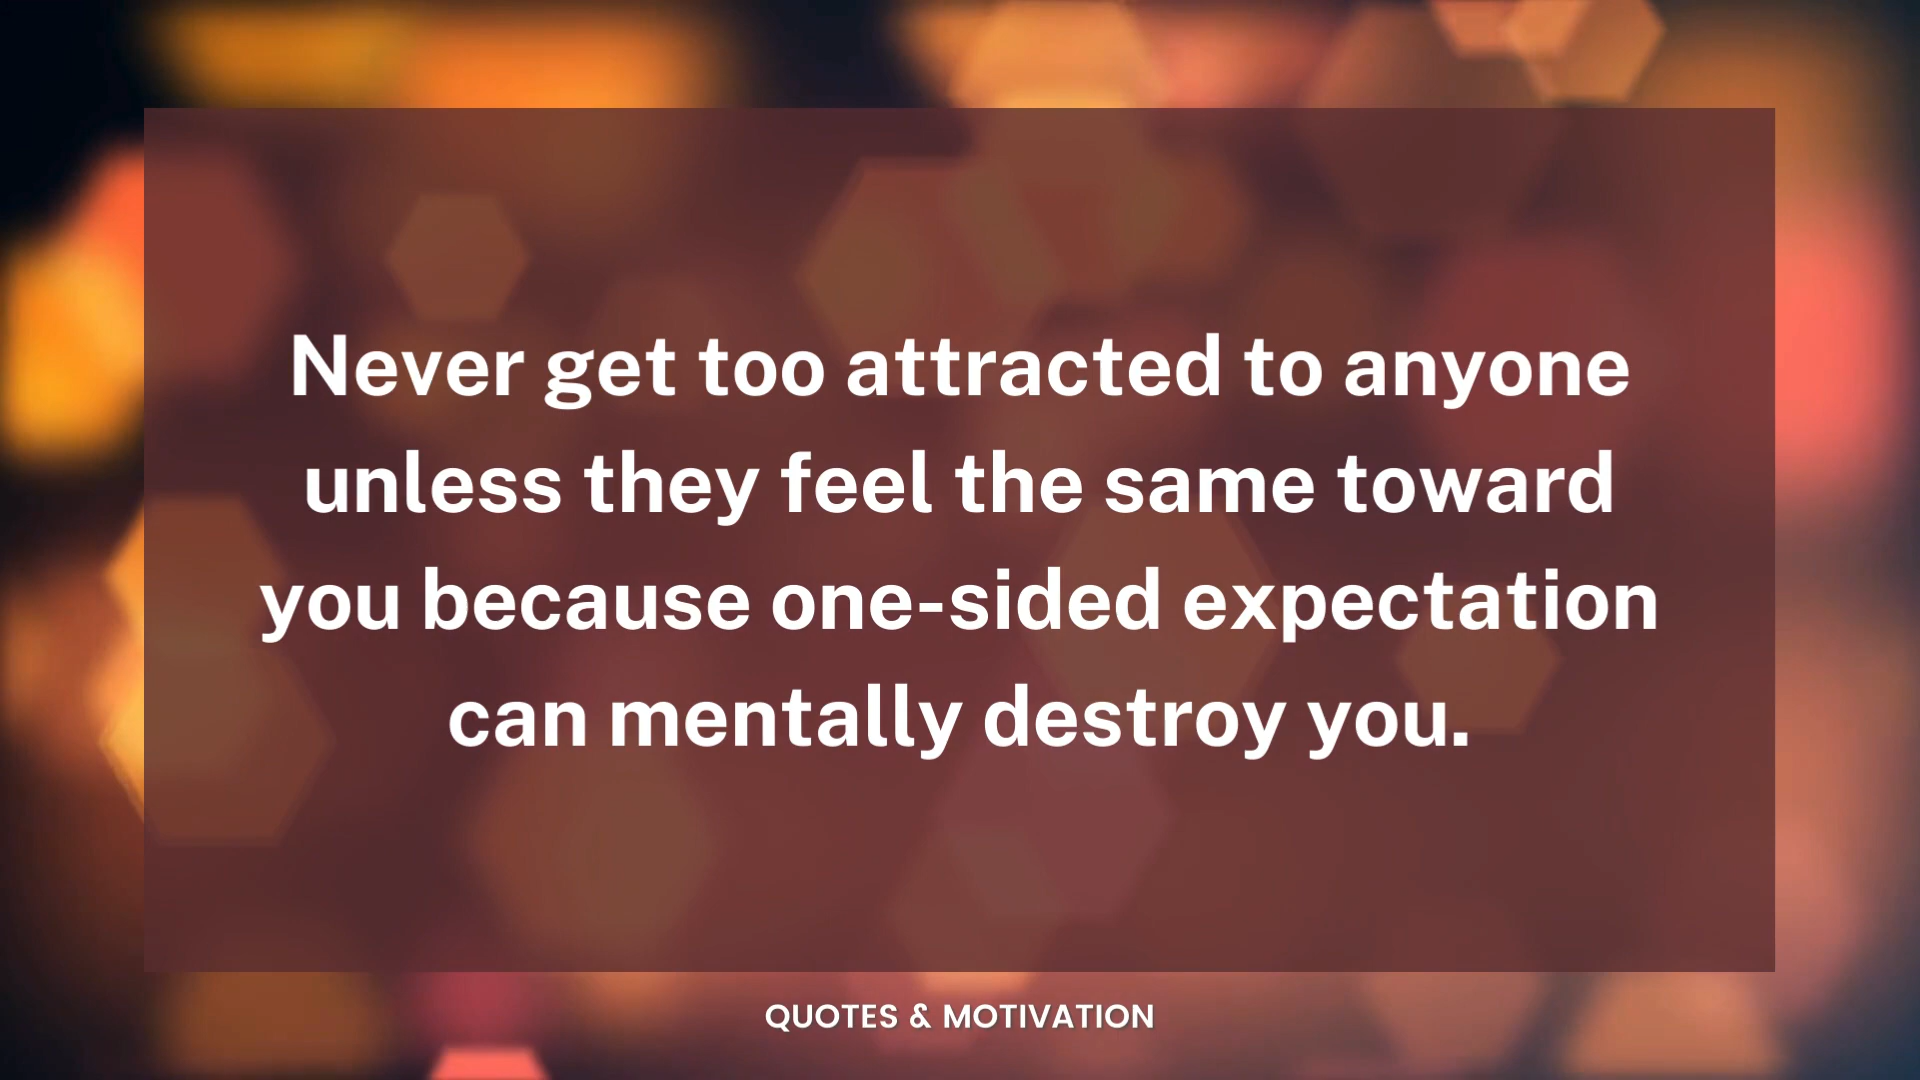 Never get too attracted to anyone
unless they feel the same toward
you because one-sided expectation
can mentally destroy you.
QUOTES & MOTIVATION